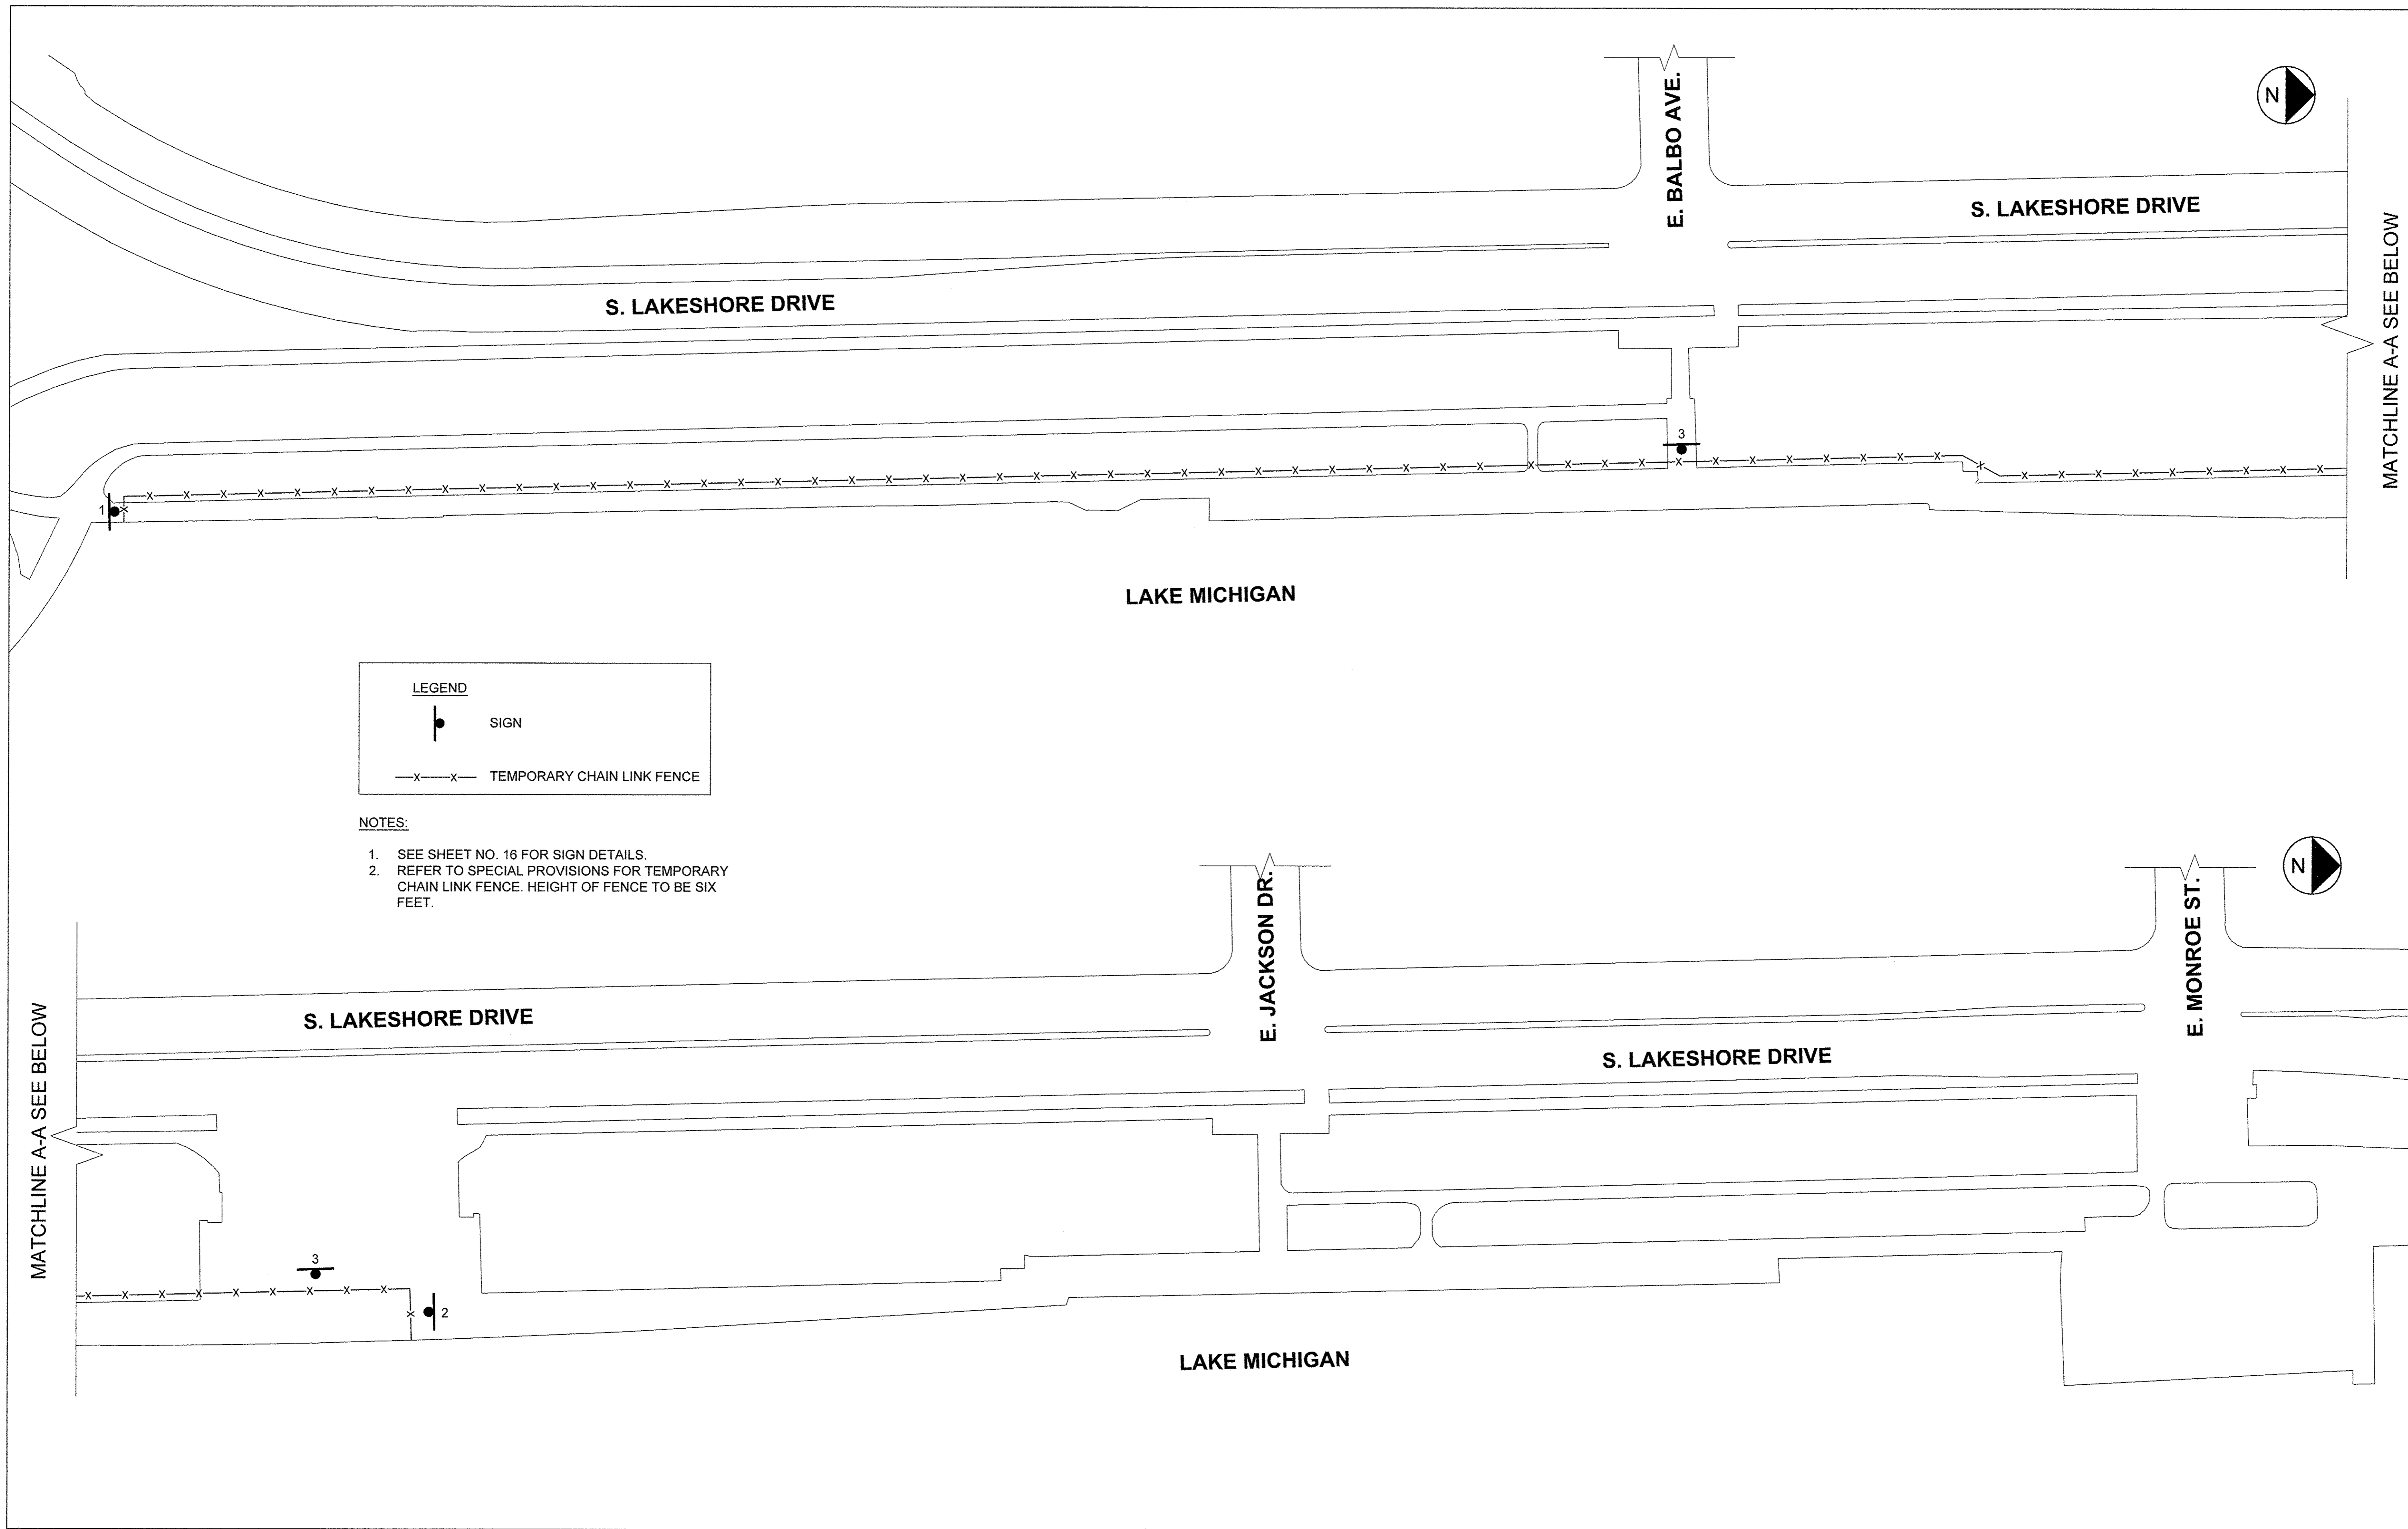 E. BALBO AVE.
N
S. LAKESHORE DRIVE
S. LAKESHORE DRIVE
MATCHLINE A-A SEE BELOW
3
1
LAKE MICHIGAN
LEGEND
SIGN
X X TEMPORARY CHAIN LINK FENCE
NOTES:
1. SEE SHEET NO. 16 FOR SIGN DETAILS.
2. REFER TO SPECIAL PROVISIONS FOR TEMPORARY
CHAIN LINK FENCE. HEIGHT OF FENCE TO BE SIX
FEET.
N
E. JACKSON DR.
E. MONROE ST.
S. LAKESHORE DRIVE
S. LAKESHORE DRIVE
MATCHLINE A-A SEE BELOW
3
2
LAKE MICHIGAN